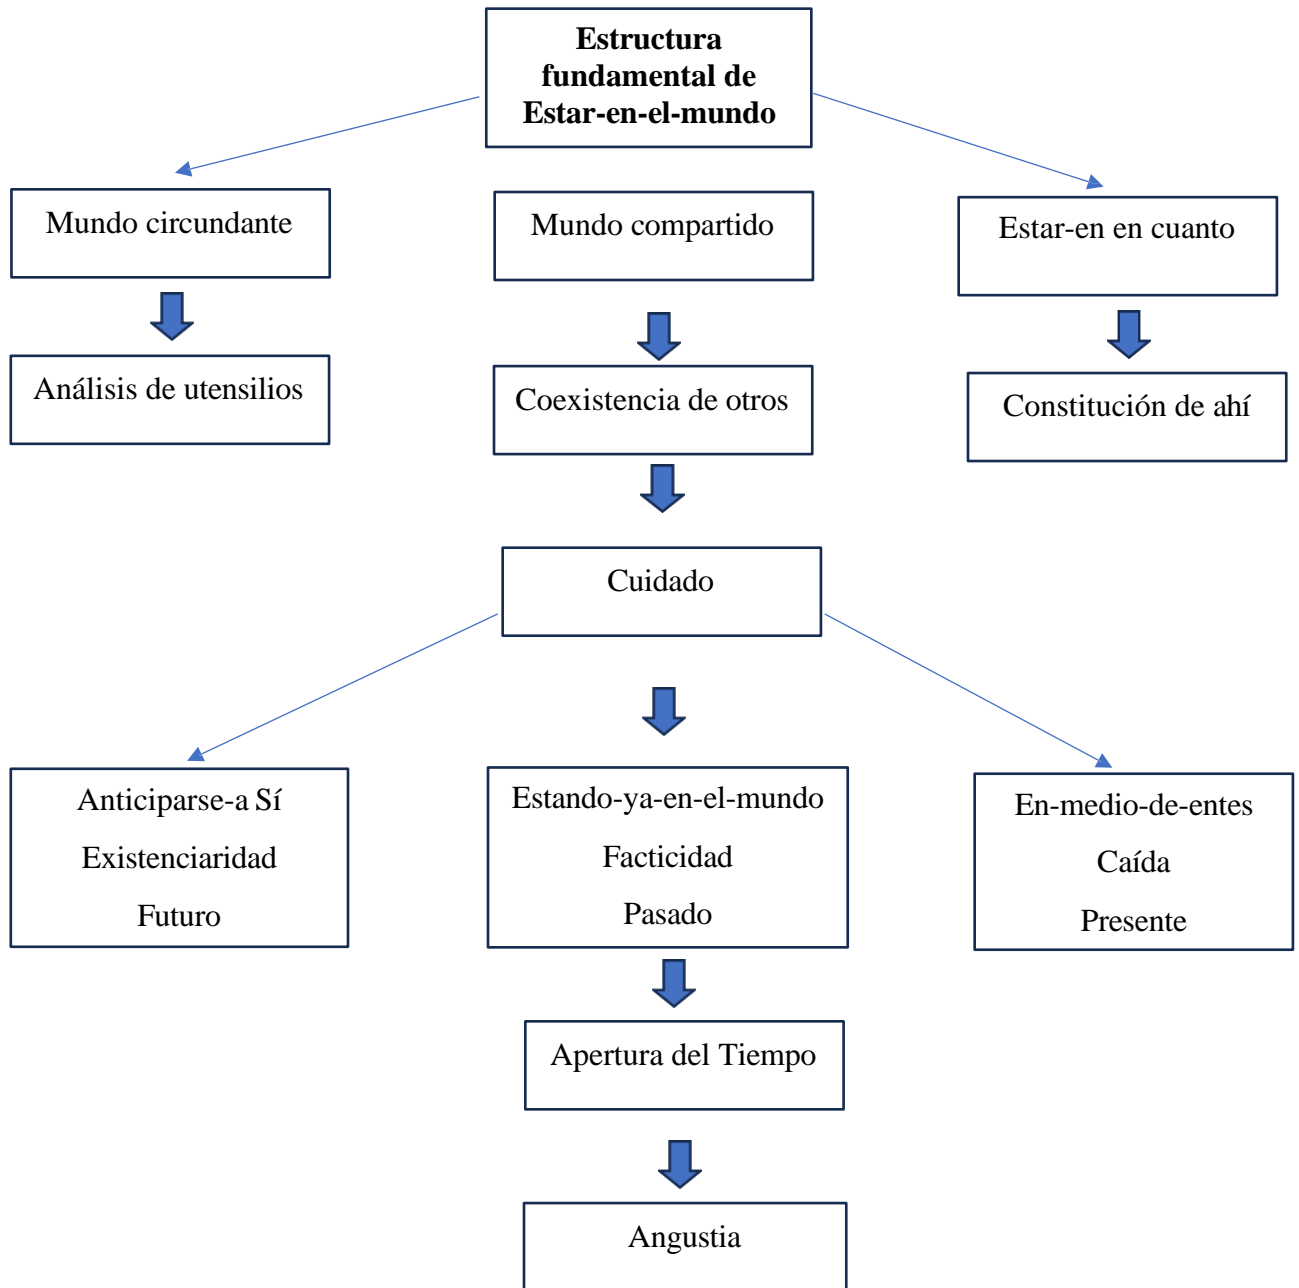 Estructura
fundamental de
Estar-en-el-mundo
Mundo circundante
Mundo compartido
Estar-en en cuanto
Análisis de utensilios
Coexistencia de otros
Constitución de ahí
Cuidado
Anticiparse-a Sí
Existenciaridad
Futuro
Estando-ya-en-el-mundo
Facticidad
Pasado
En-medio-de-entes
Caída
Presente
Apertura del Tiempo
Angustia